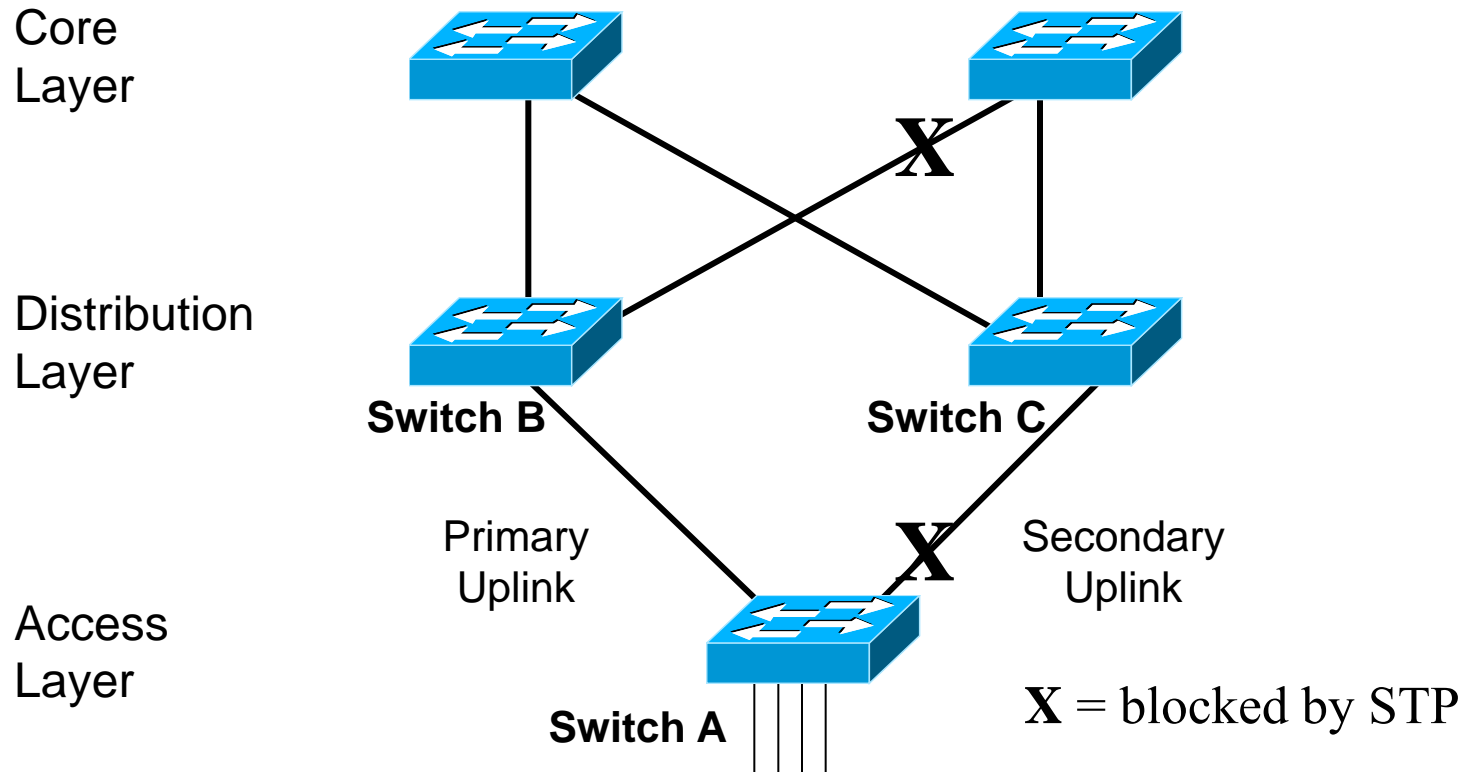 Core
Layer
X
Distribution
Layer
Switch B
Switch C
Primary
Uplink
X
Secondary
Uplink
Access
Layer
Switch A
X = blocked by STP